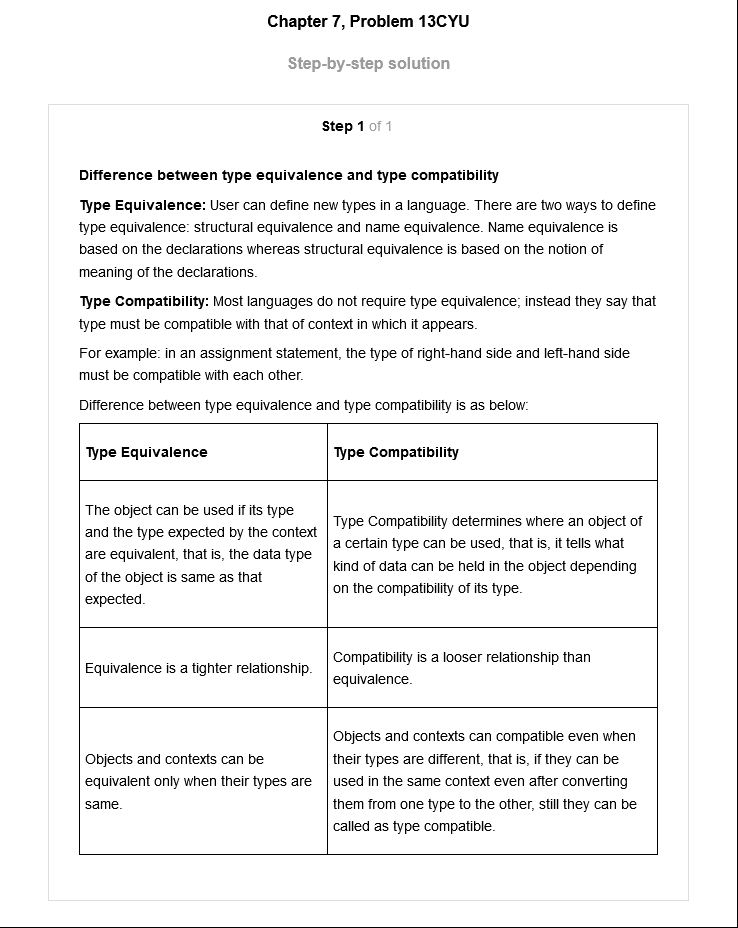 Chapter 7, Problem 13CYU
Step-by-step solution
Step 1 of 1
Difference between type equivalence and type compatibility
Type Equivalence: User can define new types in a language. There are two ways to define
type equivalence: structural equivalence and name equivalence. Name equivalence is
based on the declarations whereas structural equivalence is based on the notion of
meaning of the declarations.
Type Compatibility: Most languages do not require type equivalence; instead they say that
type must be compatible with that of context in which it appears.
For example: in an assignment statement, the type of right-hand side and left-hand side
must be compatible with each other.
Difference between type equivalence and type compatibility is as below:
Type Equivalence
Type Compatibility
The object can be used if its type
and the type expected by the context
are equivalent, that is, the data type
of the object is same as that
expected.
Type Compatibility determines where an object of
a certain type can be used, that is, it tells what
kind of data can be held in the object depending
on the compatibility of its type.
Equivalence is a tighter relationship.
Compatibility is a looser relationship than
equivalence.
Objects and contexts can be
equivalent only when their types are
same.
Objects and contexts can compatible even when
their types are different, that is, if they can be
used in the same context even after converting
them from one type to the other, still they can be
called as type compatible.